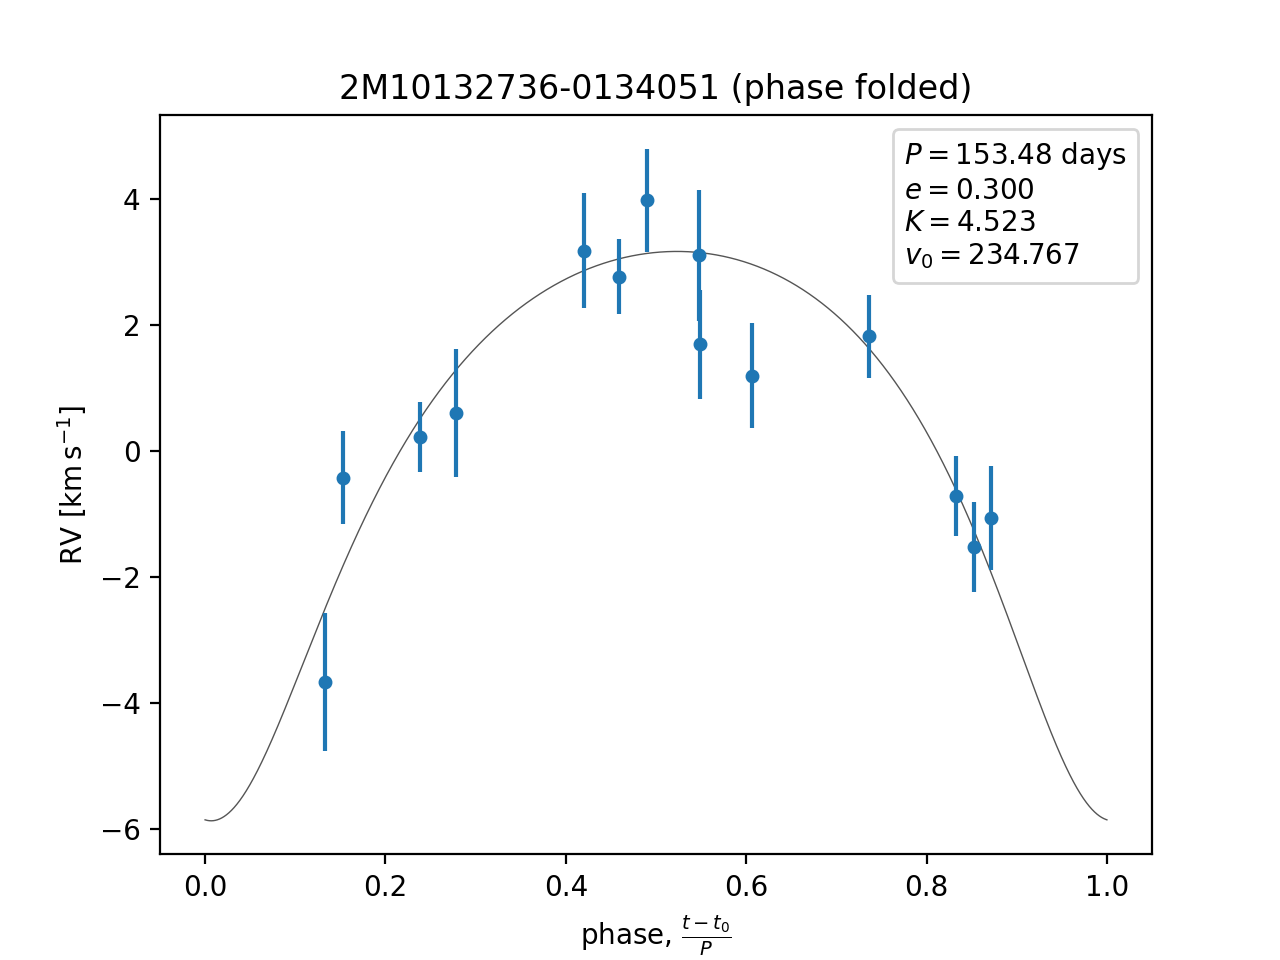 2M10132736-0134051 (phase folded)
P = 153.48 days
e = 0.300
K = 4.523
v₀ = 234.767
RV [km s⁻¹]
4
2
0
−2
−4
−6
0.0 0.2 0.4 0.6 0.8 1.0
phase, (t − t₀)/P